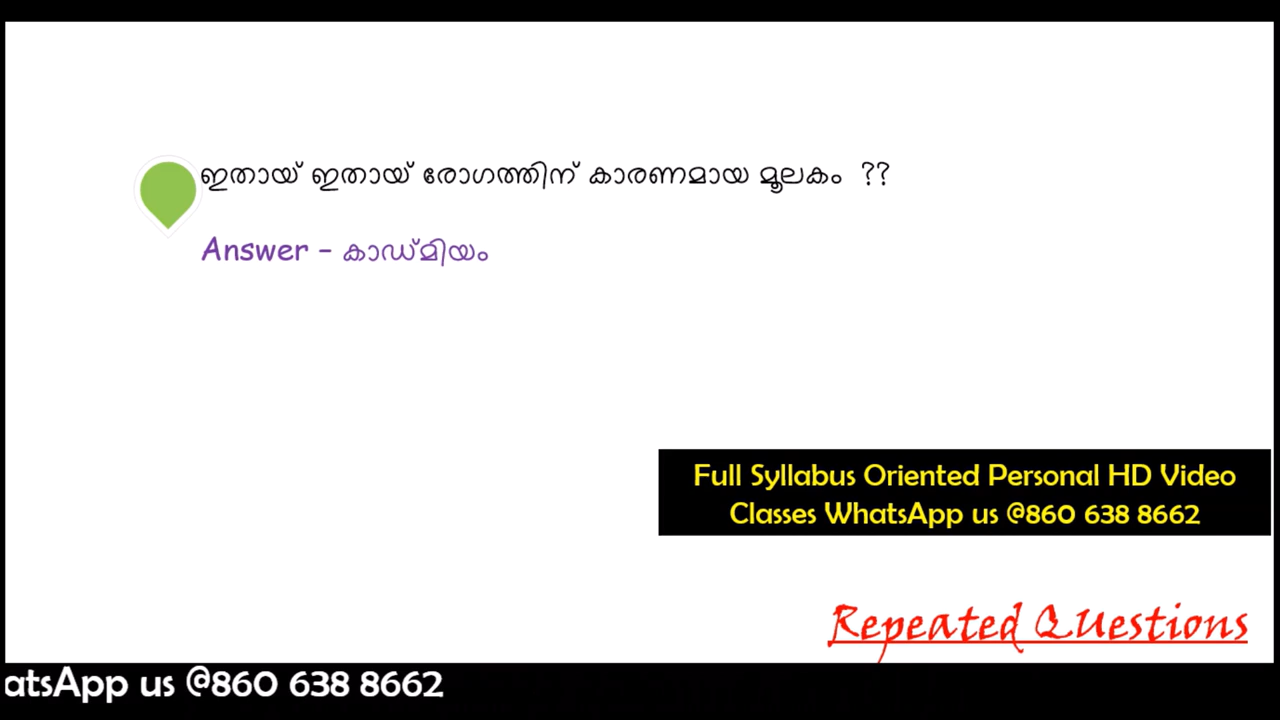 ഇതായ് ഇതായ് രോഗത്തിന് കാരണമായ മൂലകം ??
Answer – കാഡ്മിയം
Full Syllabus Oriented Personal HD Video
Classes WhatsApp us @860 638 8662
Repeated QUestions
atsApp us @860 638 8662